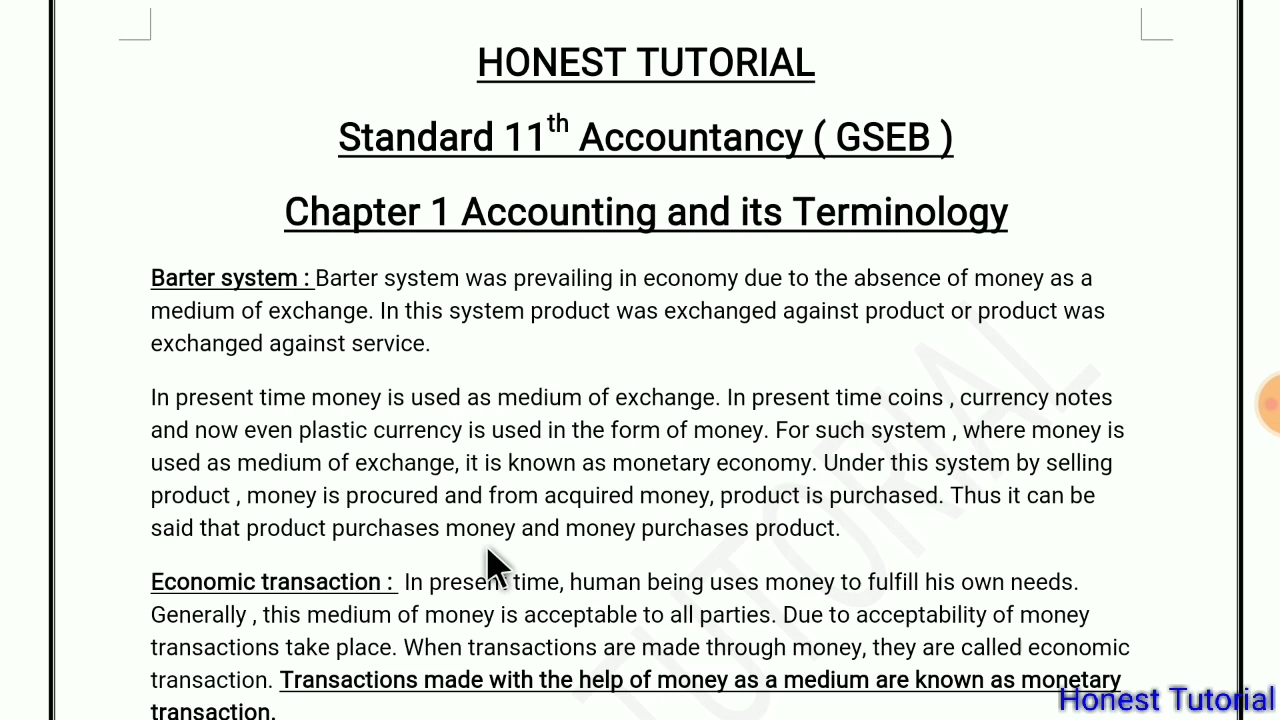 HONEST TUTORIAL
Standard 11th Accountancy ( GSEB )
Chapter 1 Accounting and its Terminology
Barter system : Barter system was prevailing in economy due to the absence of money as a
medium of exchange. In this system product was exchanged against product or product was
exchanged against service.
In present time money is used as medium of exchange. In present time coins , currency notes
and now even plastic currency is used in the form of money. For such system , where money is
used as medium of exchange, it is known as monetary economy. Under this system by selling
product , money is procured and from acquired money, product is purchased. Thus it can be
said that product purchases money and money purchases product.
Economic transaction : In present time, human being uses money to fulfill his own needs.
Generally , this medium of money is acceptable to all parties. Due to acceptability of money
transactions take place. When transactions are made through money, they are called economic
transaction. Transactions made with the help of money as a medium are known as monetary
transaction.
TUTORIAL
Honest Tutorial